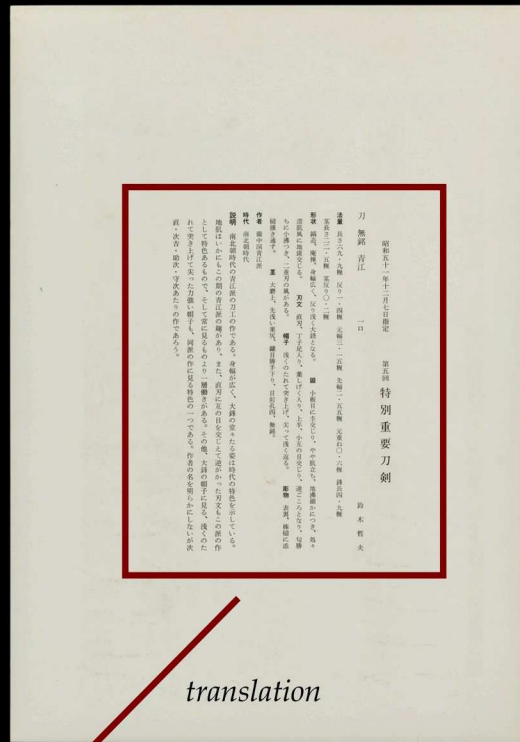 昭和五十一年十二月七日指定　第五回 特別重要刀剣
刀　無銘　青江　一口　鈴木哲夫
法量　長さ六九・九糎　反り一・四糎　元幅三・一五糎　先幅二・五五糎　元重ね〇・六糎　鋒長四・九糎
茎長さ二二・五糎　茎反り〇・二糎
形状　鎬造、庵棟、身幅広く、反り浅く大鋒となる。　鍛　小板目に杢交じり、やや肌立ち、地沸細かにつき、処々
澄肌風に地斑交じる。　刃文　直刃、丁子足入り、葉しげく入り、上半、小互の目交じり、逆ごころとなり、匂勝
ちに小沸つき、二重刃の風がある。　帽子　浅くのたれて突き上げ、尖って浅く返る。　彫物　表裏、棒樋に添
樋掻き通す。　茎　大磨上、先浅い栗尻、鑢目勝手下り、目釘孔四、無銘。
作者　備中国青江派
時代　南北朝時代
説明　南北朝時代の青江派の刀工の作である。身幅が広く、大鋒の堂々たる姿は時代の特色を示している。
地肌はいかにもこの期の青江派の趣があり、また、直刃に互の目を交じえて逆がかった刃文もこの派の作
として特色あるもので、そして常に見るものより一層働きがある。その他、大鋒の帽子に見る、浅くのた
れて突き上げて尖った力強い帽子も、同派の作に見る特色の一つである。作者の名を明らかにしないが次
直・次吉・助次・守次あたりの作であろう。
translation